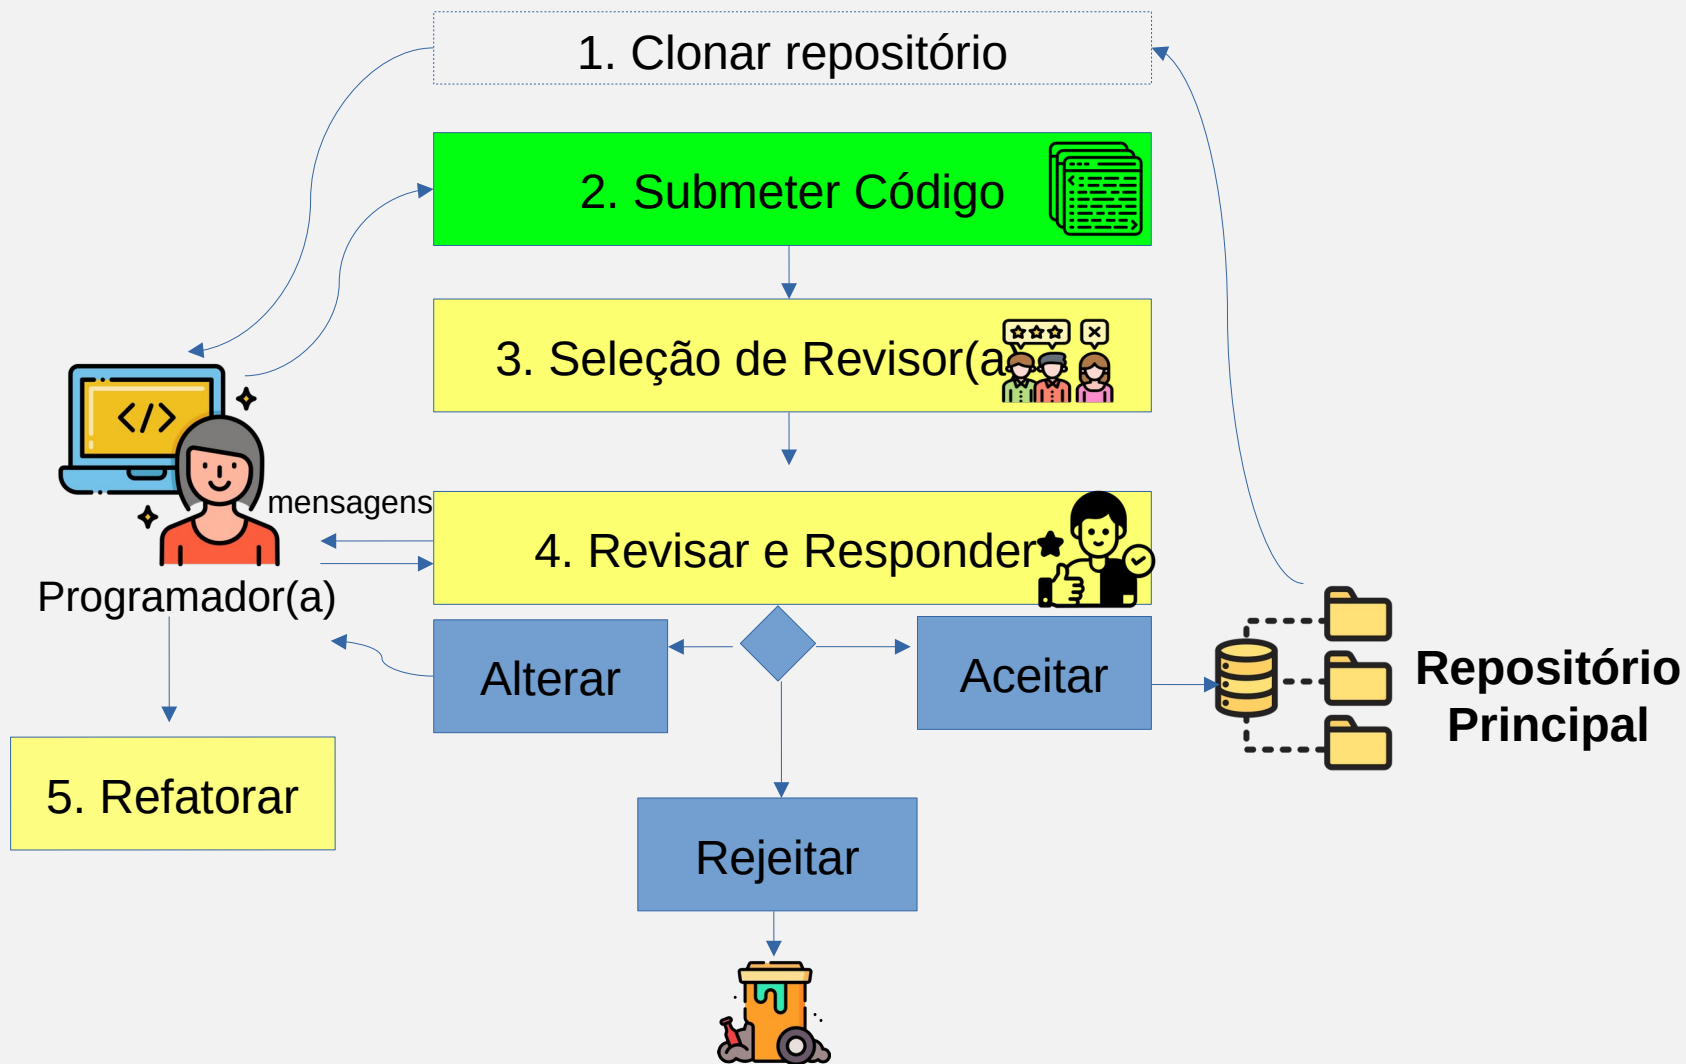 1. Clonar repositório
2. Submeter Código
3. Seleção de Revisor(a
mensagens
4. Revisar e Responder
Programador(a)
Alterar
Aceitar
Repositório
Principal
5. Refatorar
Rejeitar